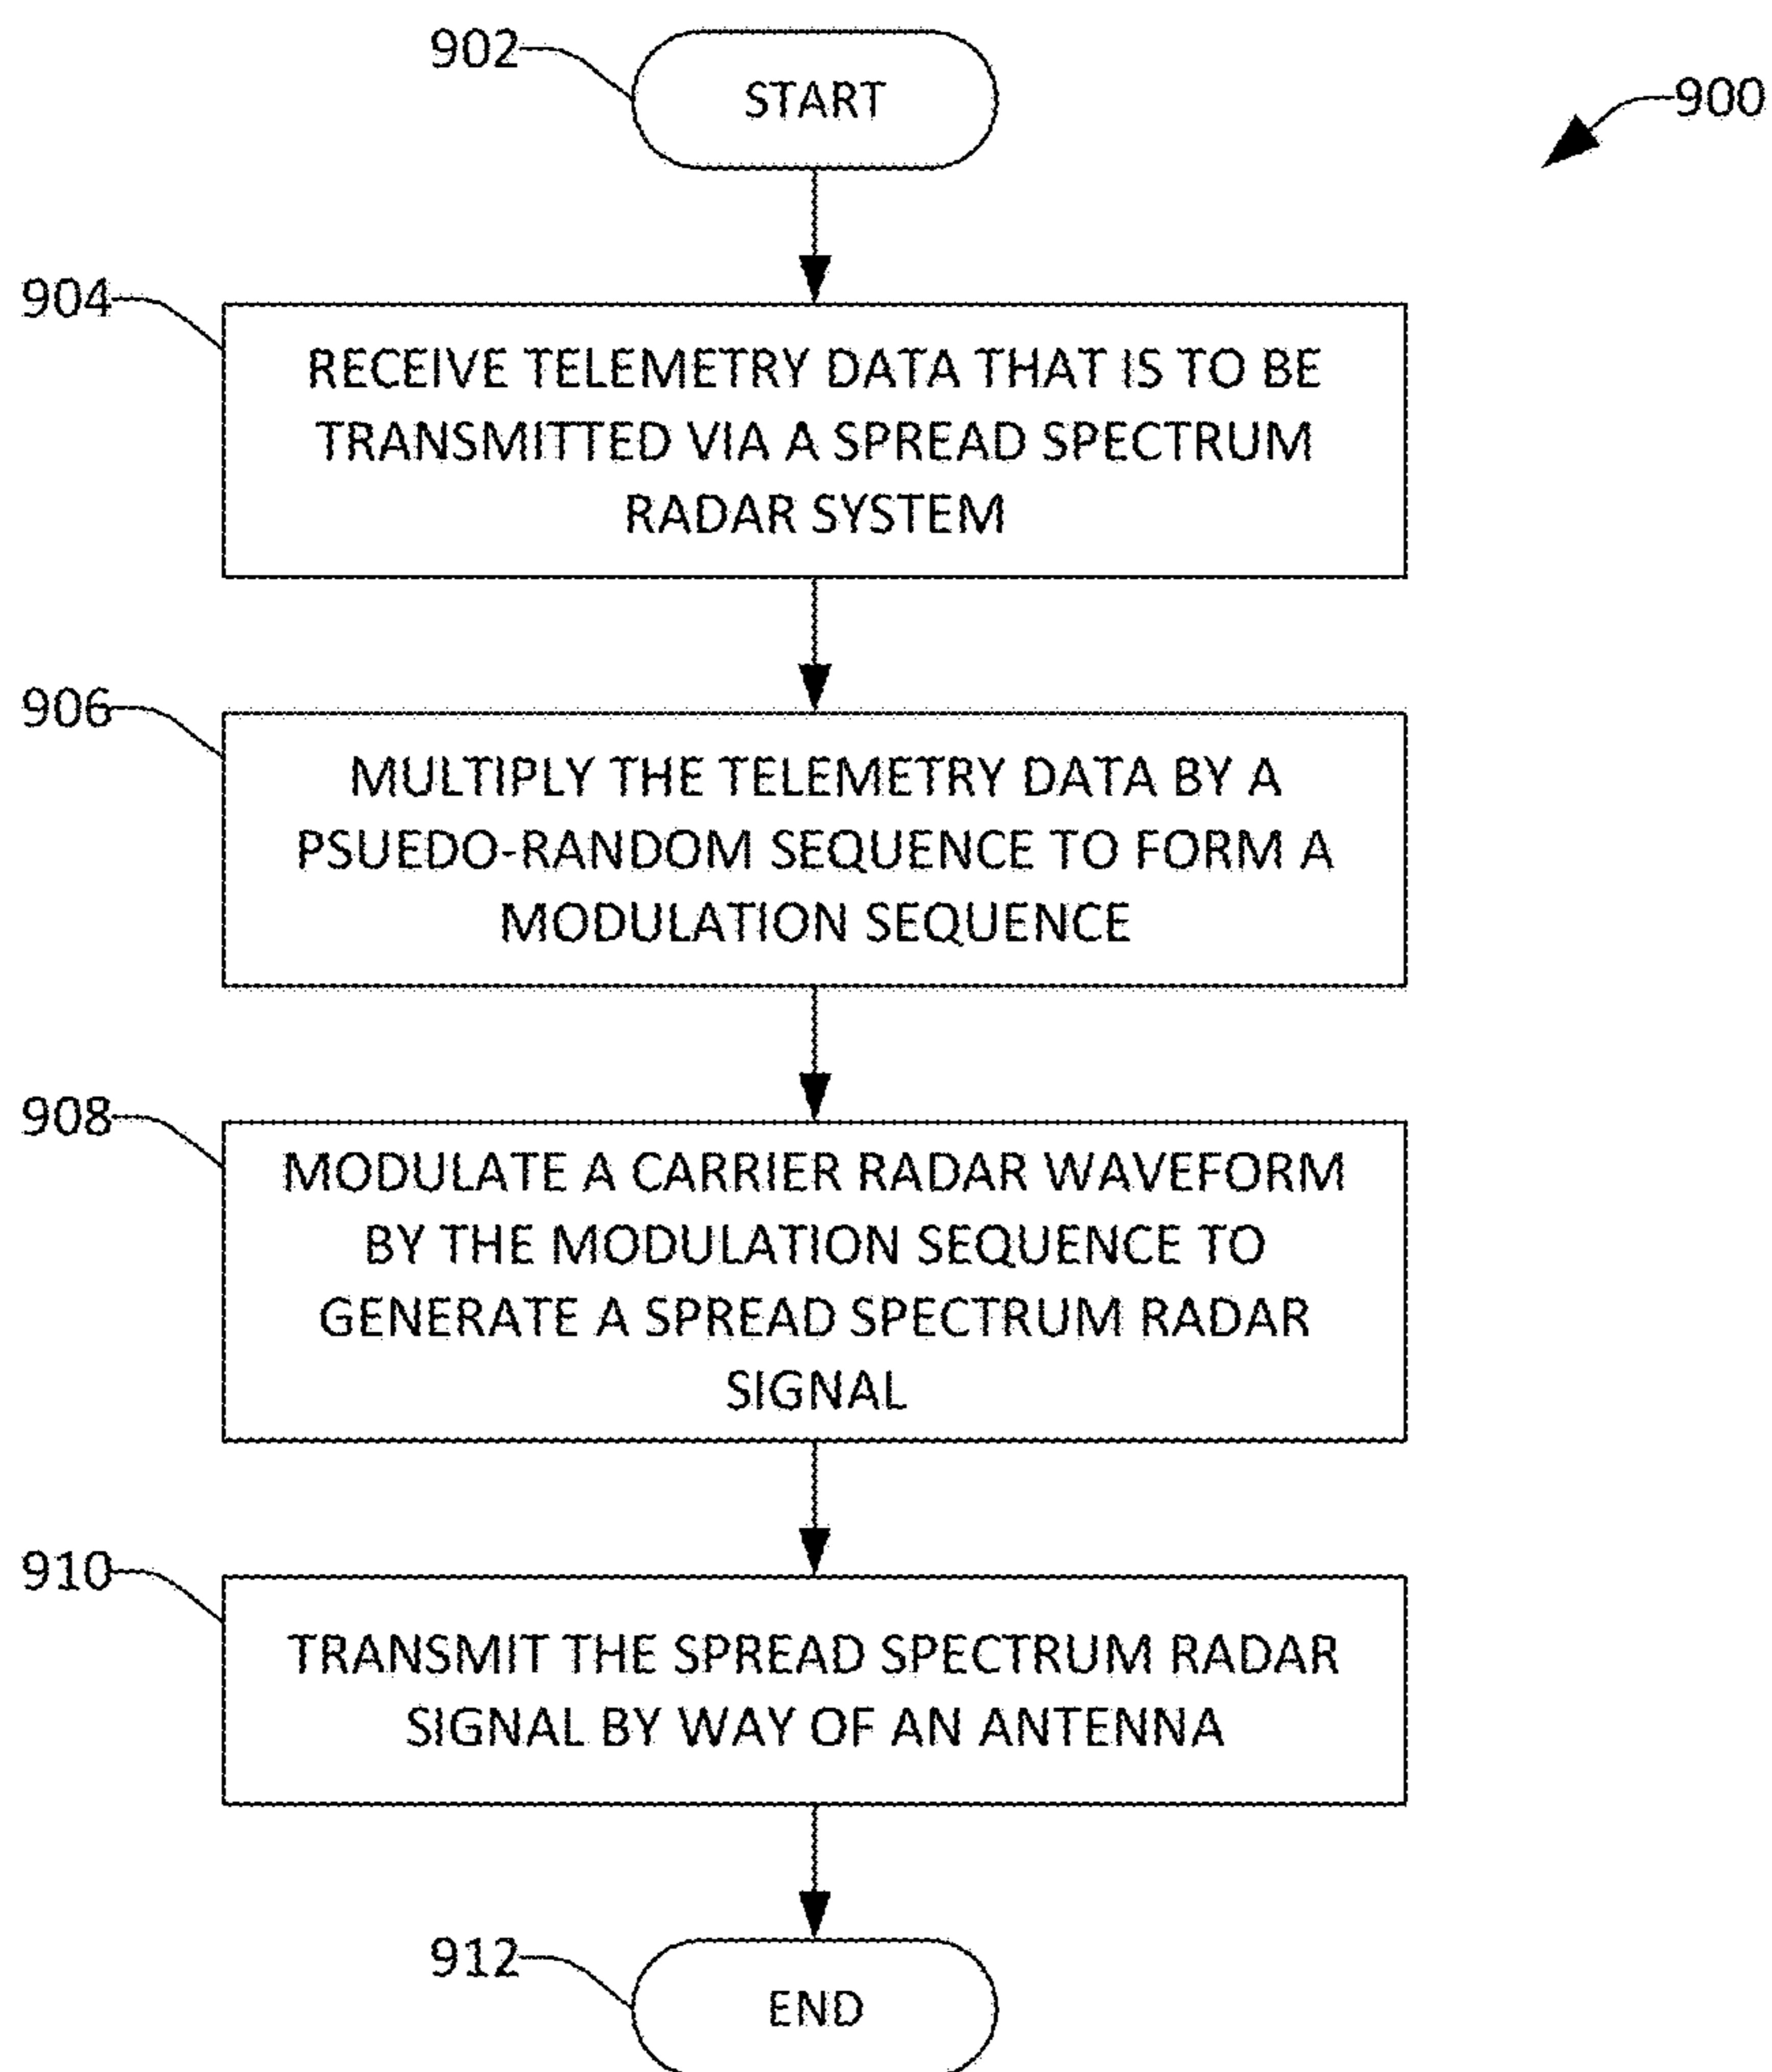 902
START
900
904
RECEIVE TELEMETRY DATA THAT IS TO BE
TRANSMITTED VIA A SPREAD SPECTRUM
RADAR SYSTEM
906
MULTIPLY THE TELEMETRY DATA BY A
PSUEDO-RANDOM SEQUENCE TO FORM A
MODULATION SEQUENCE
908
MODULATE A CARRIER RADAR WAVEFORM
BY THE MODULATION SEQUENCE TO
GENERATE A SPREAD SPECTRUM RADAR
SIGNAL
910
TRANSMIT THE SPREAD SPECTRUM RADAR
SIGNAL BY WAY OF AN ANTENNA
912
END